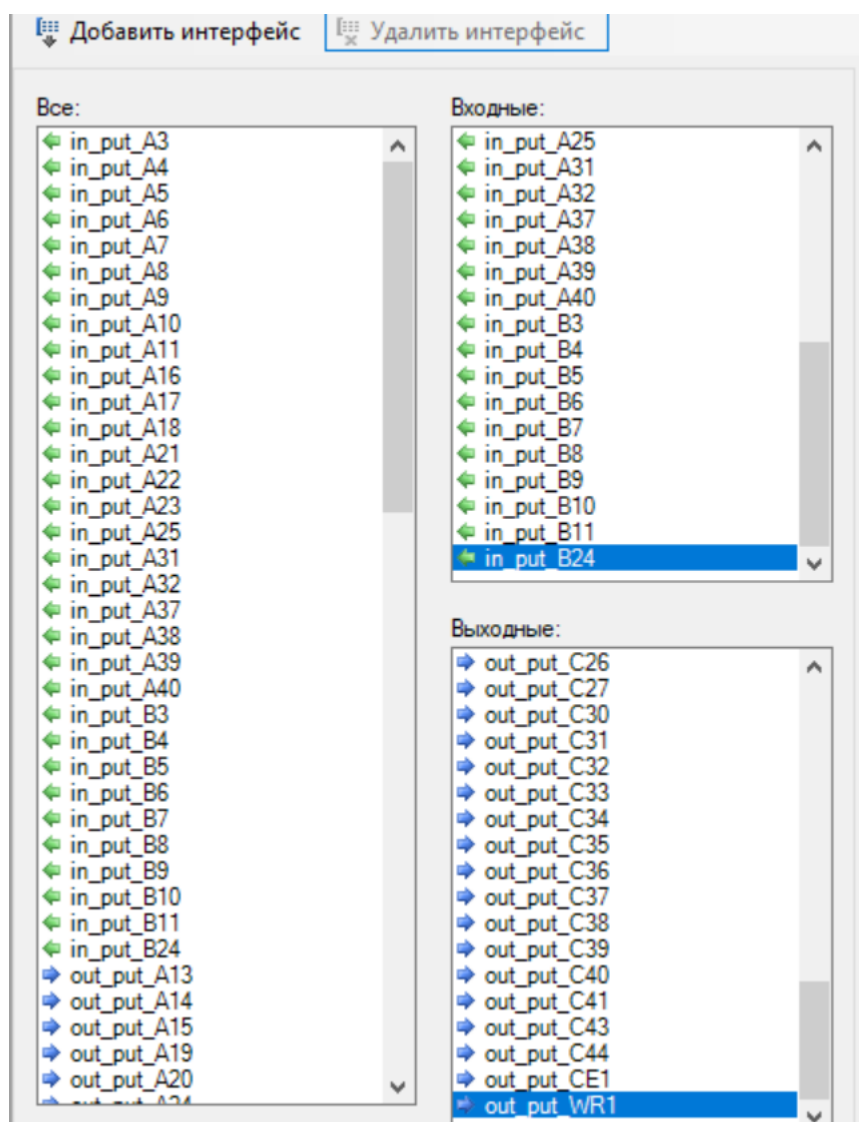 Добавить интерфейс
Удалить интерфейс
Все:
in_put_A3
in_put_A4
in_put_A5
in_put_A6
in_put_A7
in_put_A8
in_put_A9
in_put_A10
in_put_A11
in_put_A16
in_put_A17
in_put_A18
in_put_A21
in_put_A22
in_put_A23
in_put_A25
in_put_A31
in_put_A32
in_put_A37
in_put_A38
in_put_A39
in_put_A40
in_put_B3
in_put_B4
in_put_B5
in_put_B6
in_put_B7
in_put_B8
in_put_B9
in_put_B10
in_put_B11
in_put_B24
out_put_A13
out_put_A14
out_put_A15
out_put_A19
out_put_A20
Входные:
in_put_A25
in_put_A31
in_put_A32
in_put_A37
in_put_A38
in_put_A39
in_put_A40
in_put_B3
in_put_B4
in_put_B5
in_put_B6
in_put_B7
in_put_B8
in_put_B9
in_put_B10
in_put_B11
in_put_B24
Выходные:
out_put_C26
out_put_C27
out_put_C30
out_put_C31
out_put_C32
out_put_C33
out_put_C34
out_put_C35
out_put_C36
out_put_C37
out_put_C38
out_put_C39
out_put_C40
out_put_C41
out_put_C43
out_put_C44
out_put_CE1
out_put_WR1